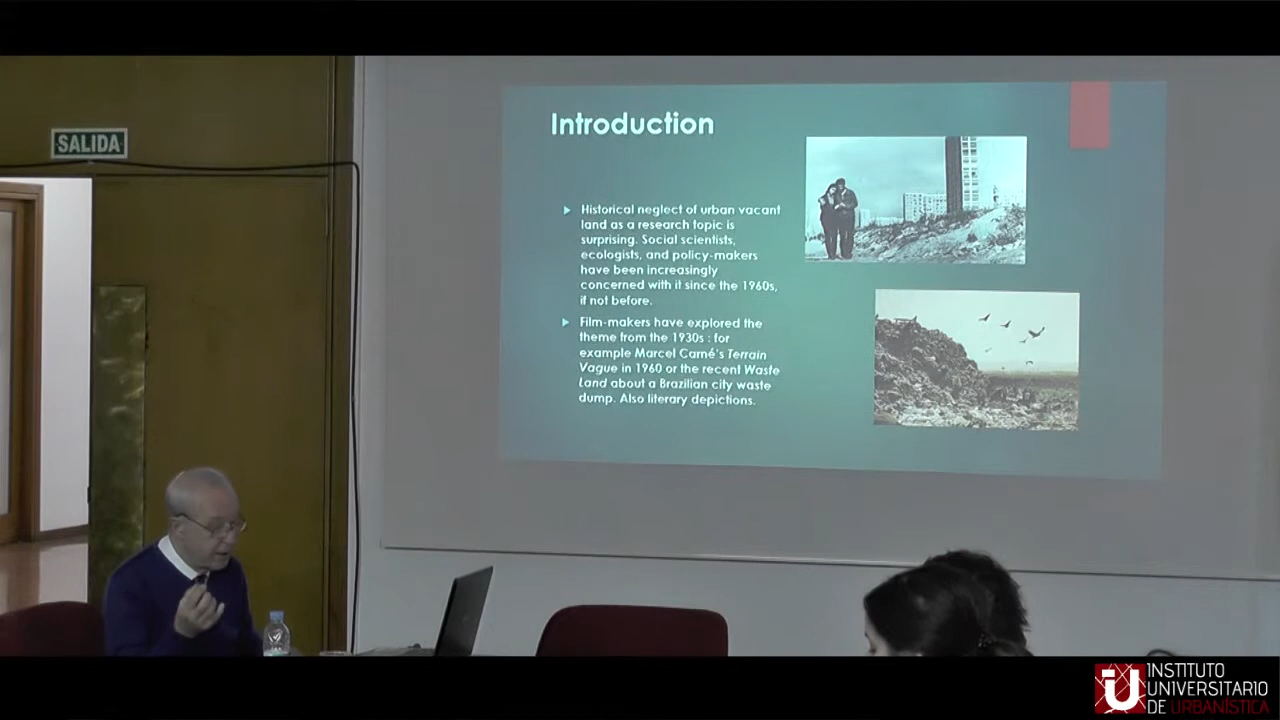 SALIDA
Introduction
Historical neglect of urban vacant
land as a research topic is
surprising. Social scientists,
ecologists, and policy-makers
have been increasingly
concerned with it since the 1960s,
if not before.
Film-makers have explored the
theme from the 1930s : for
example Marcel Carné's Terrain
Vague in 1960 or the recent Waste
Land about a Brazilian city waste
dump. Also literary depictions.
INSTITUTO
UNIVERSITARIO
DE URBANÍSTICA